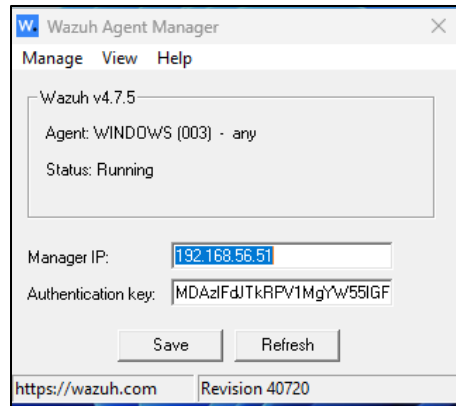 W. Wazuh Agent Manager
Manage View Help
Wazuh v4.7.5
Agent: WINDOWS (003) - any
Status: Running
Manager IP: 192.168.56.51
Authentication key: MDAzIFdJTkRPV1MgYW55IGF
Save Refresh
https://wazuh.com Revision 40720